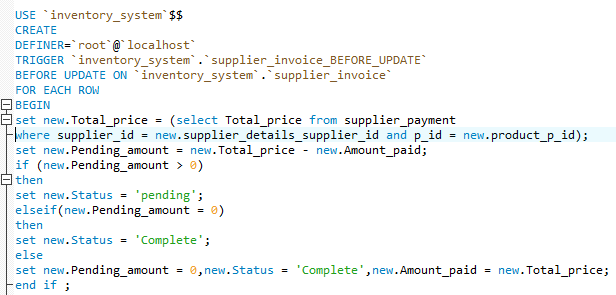 USE `inventory_system`$$
CREATE
DEFINER=`root`@`localhost`
TRIGGER `inventory_system`.`supplier_invoice_BEFORE_UPDATE`
BEFORE UPDATE ON `inventory_system`.`supplier_invoice`
FOR EACH ROW
BEGIN
set new.Total_price = (select Total_price from supplier_payment
where supplier_id = new.supplier_details_supplier_id and p_id = new.product_p_id);
set new.Pending_amount = new.Total_price - new.Amount_paid;
if (new.Pending_amount > 0)
then
set new.Status = 'pending';
elseif(new.Pending_amount = 0)
then
set new.Status = 'Complete';
else
set new.Pending_amount = 0,new.Status = 'Complete',new.Amount_paid = new.Total_price;
end if ;